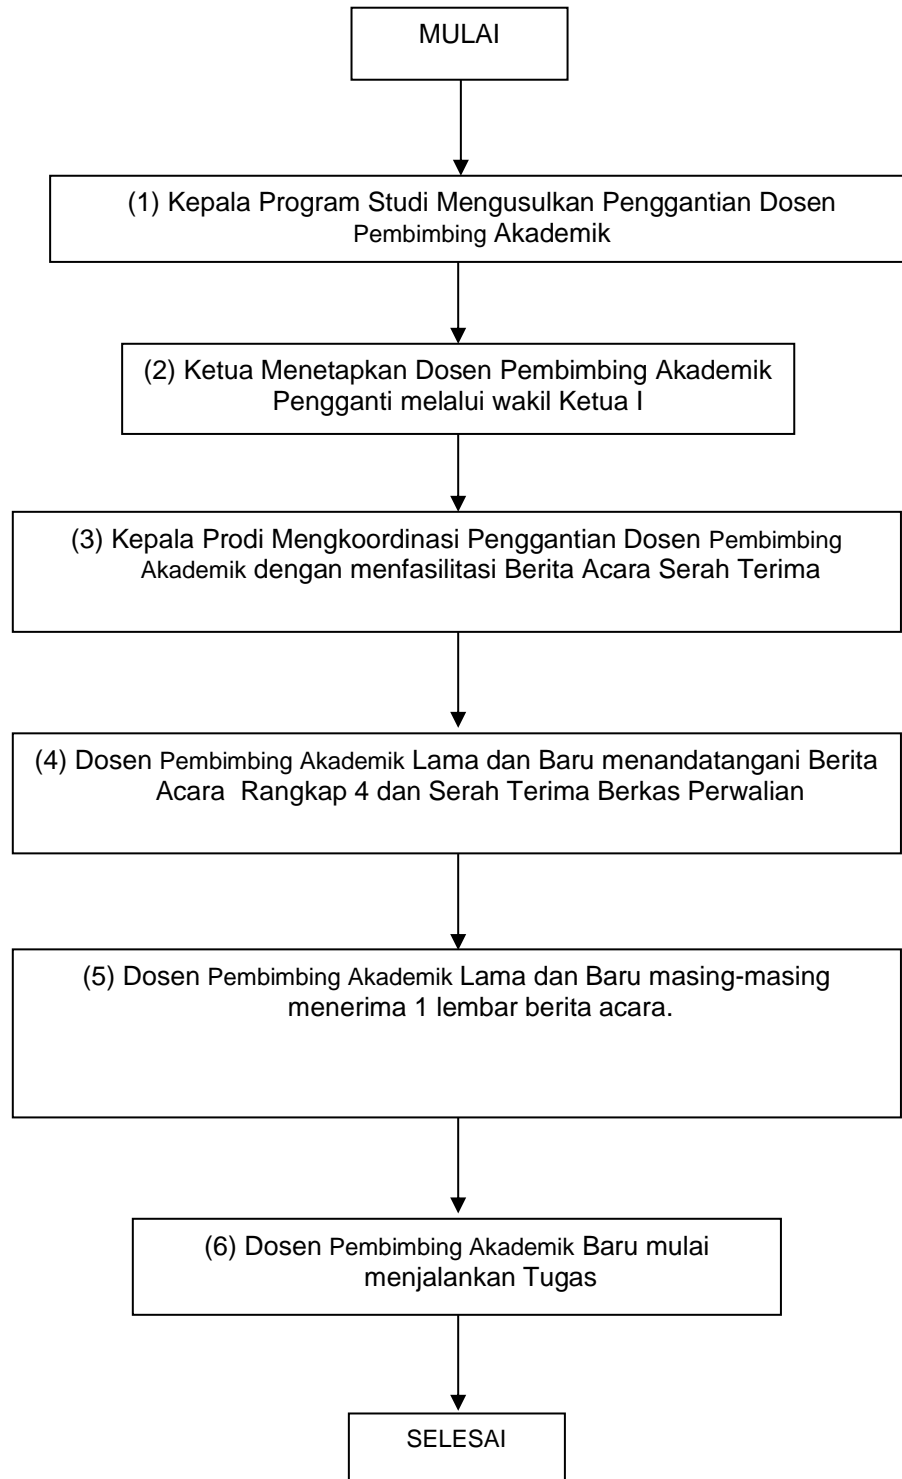 MULAI
(1) Kepala Program Studi Mengusulkan Penggantian Dosen
Pembimbing Akademik
(2) Ketua Menetapkan Dosen Pembimbing Akademik
Pengganti melalui wakil Ketua I
(3) Kepala Prodi Mengkoordinasi Penggantian Dosen Pembimbing
Akademik dengan menfasilitasi Berita Acara Serah Terima
(4) Dosen Pembimbing Akademik Lama dan Baru menandatangani Berita
Acara Rangkap 4 dan Serah Terima Berkas Perwalian
(5) Dosen Pembimbing Akademik Lama dan Baru masing-masing
menerima 1 lembar berita acara.
(6) Dosen Pembimbing Akademik Baru mulai
menjalankan Tugas
SELESAI